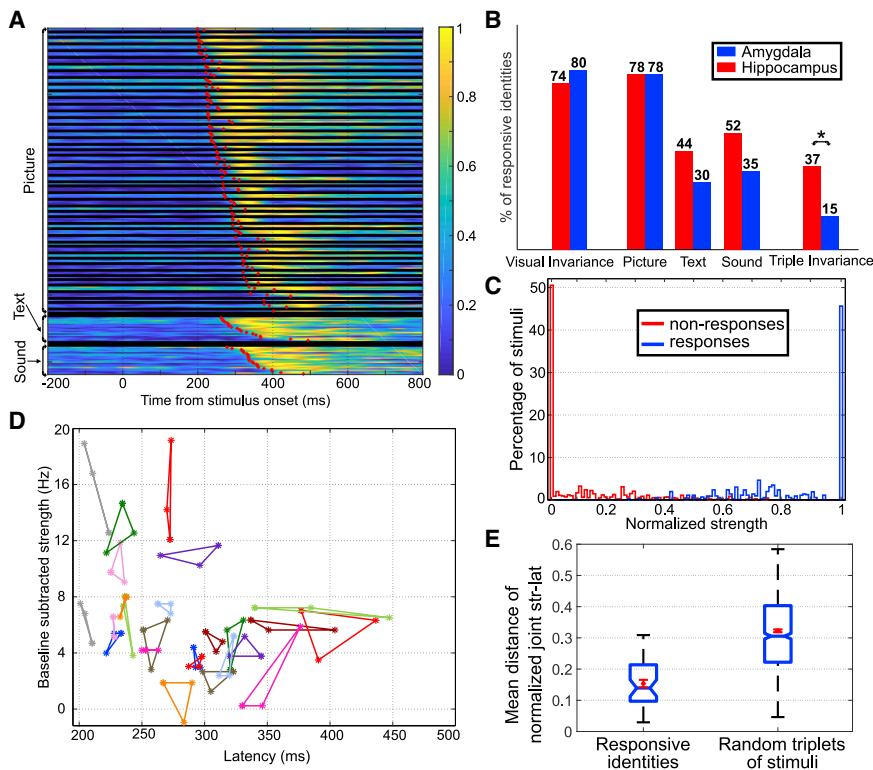 A
Picture
Text
Sound
-200
0
200
400
600
800
Time from stimulus onset (ms)
1
0.8
0.6
0.4
0.2
0
B
% of responsive identities
Amygdala
Hippocampus
74
80
78 78
44
30
52
35
37
15
*
Visual Invariance
Picture
Text
Sound
Triple Invariance
C
Percentage of stimuli
50
40
30
20
10
0
non-responses
responses
0
0.2
0.4
0.6
0.8
1
Normalized strength
D
Baseline subtracted strength (Hz)
20
16
12
8
4
0
200
250
300
350
400
450
500
Latency (ms)
E
Mean distance of
normalized joint str-lat
0.6
0.5
0.4
0.3
0.2
0.1
0
Responsive
identities
Random triplets
of stimuli